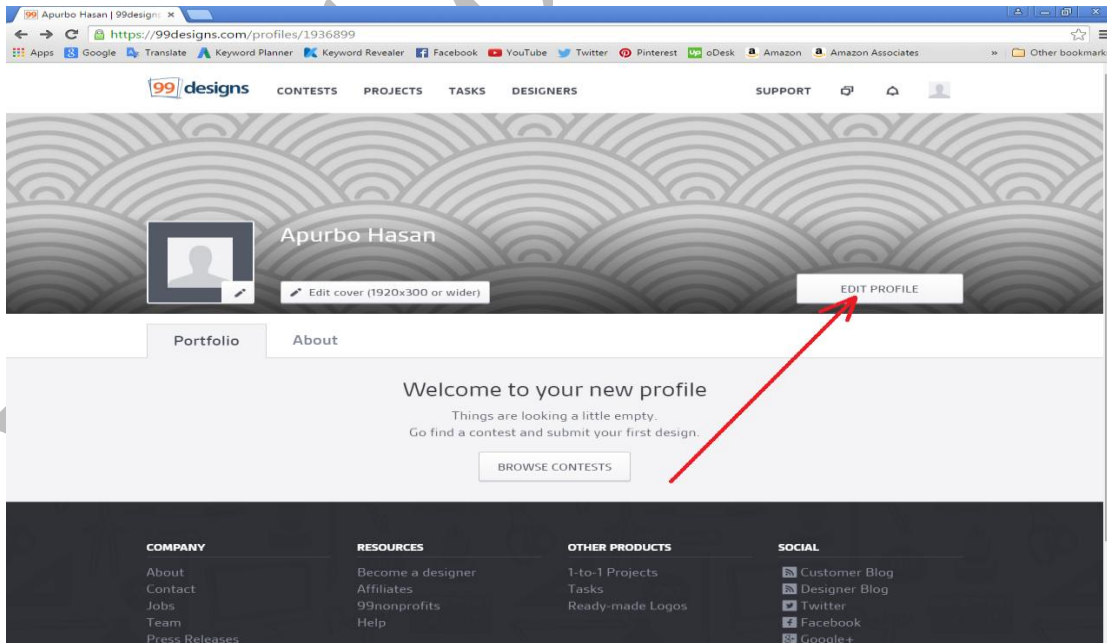 99 Apurbo Hasan | 99designs
https://99designs.com/profiles/1936899
Apps Google Translate Keyword Planner Keyword Revealer Facebook YouTube Twitter Pinterest oDesk Amazon Amazon Associates » Other bookmark
99 designs CONTESTS PROJECTS TASKS DESIGNERS SUPPORT
Apurbo Hasan
Edit cover (1920x300 or wider) EDIT PROFILE
Portfolio About
Welcome to your new profile
Things are looking a little empty.
Go find a contest and submit your first design.
BROWSE CONTESTS
COMPANY RESOURCES OTHER PRODUCTS SOCIAL
About Become a designer 1-to-1 Projects Customer Blog
Contact Affiliates Tasks Designer Blog
Jobs 99nonprofits Ready-made Logos Twitter
Team Help Facebook
Press Releases Google+